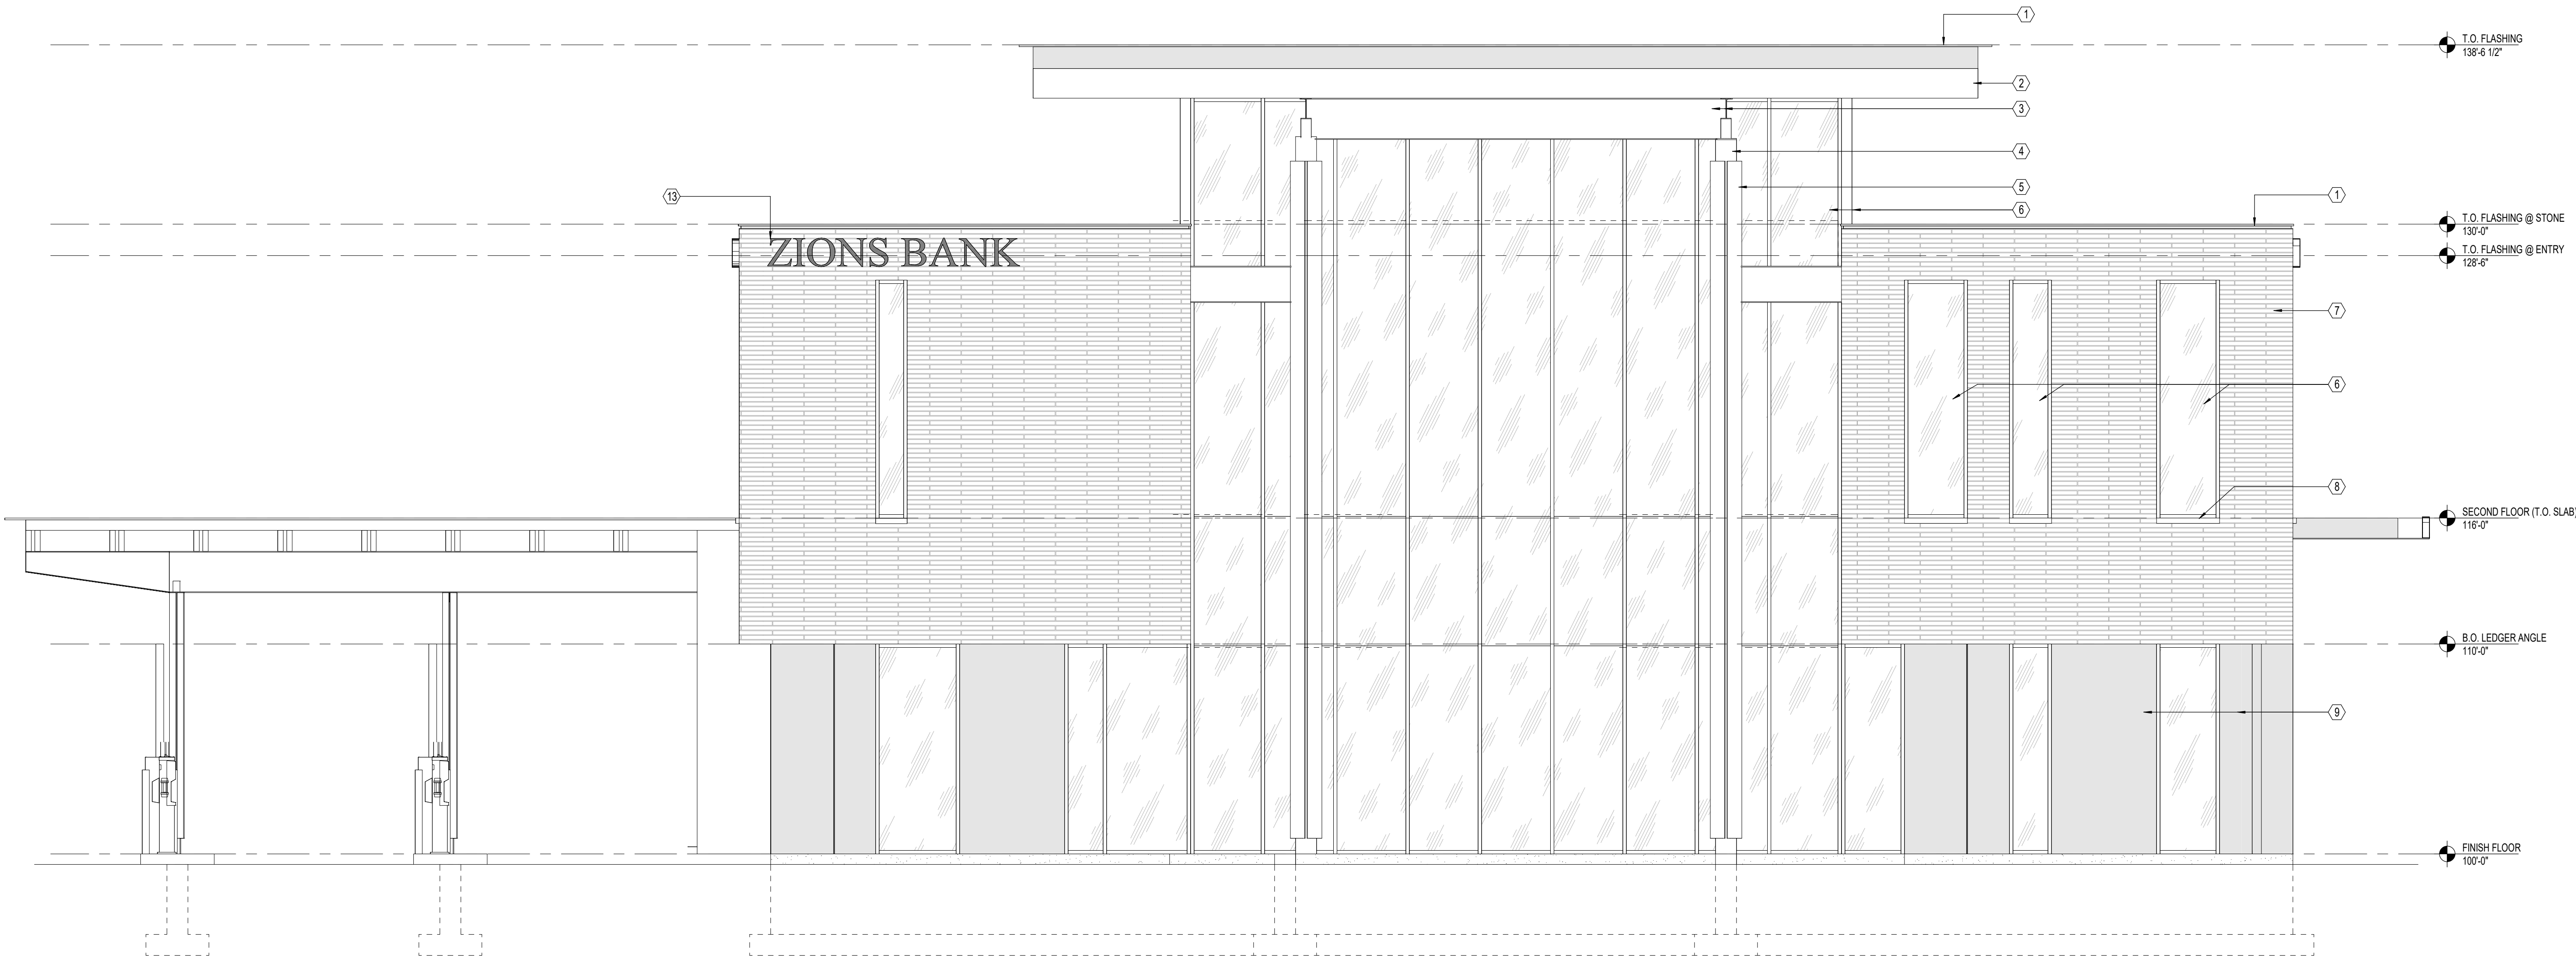 1
T.O. FLASHING
138'-6 1/2"
2
3
4
5
13
6
1
T.O. FLASHING @ STONE
130'-0"
ZIONS BANK
T.O. FLASHING @ ENTRY
128'-6"
7
6
8
SECOND FLOOR (T.O. SLAB)
116'-0"
B.O. LEDGER ANGLE
110'-0"
9
FINISH FLOOR
100'-0"